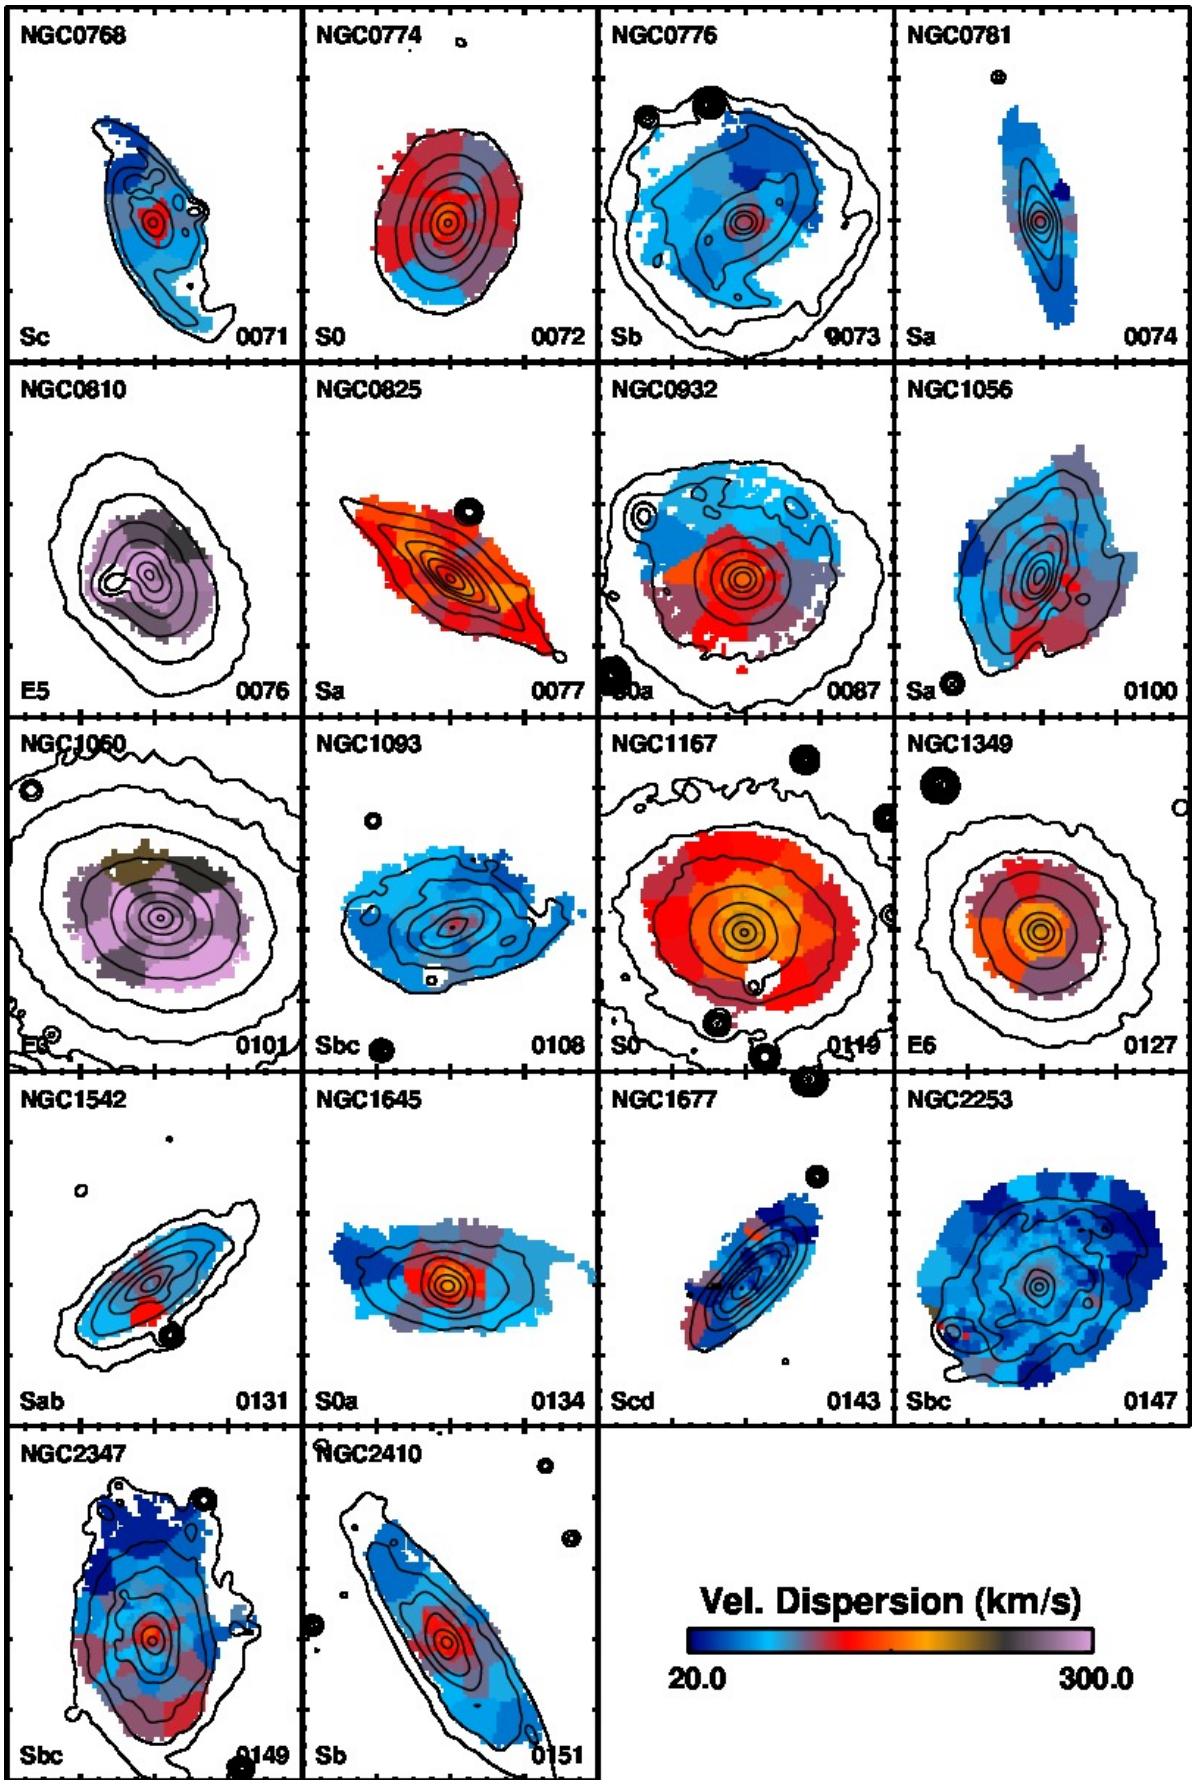 NGC0768 NGC0774 NGC0776 NGC0781
Sc 0071 S0 0072 Sb 0073 Sa 0074
NGC0810 NGC0825 NGC0932 NGC1056
E5 0076 Sa 0077 S0a 0087 Sa 0100
NGC1060 NGC1093 NGC1167 NGC1349
0101 Sbc 0108 S0 0119 E6 0127
NGC1542 NGC1645 NGC1677 NGC2253
Sab 0131 S0a 0134 Scd 0143 Sbc 0147
NGC2347 NGC2410
Sbc 0149 Sb 0151
Vel. Dispersion (km/s)
20.0 300.0